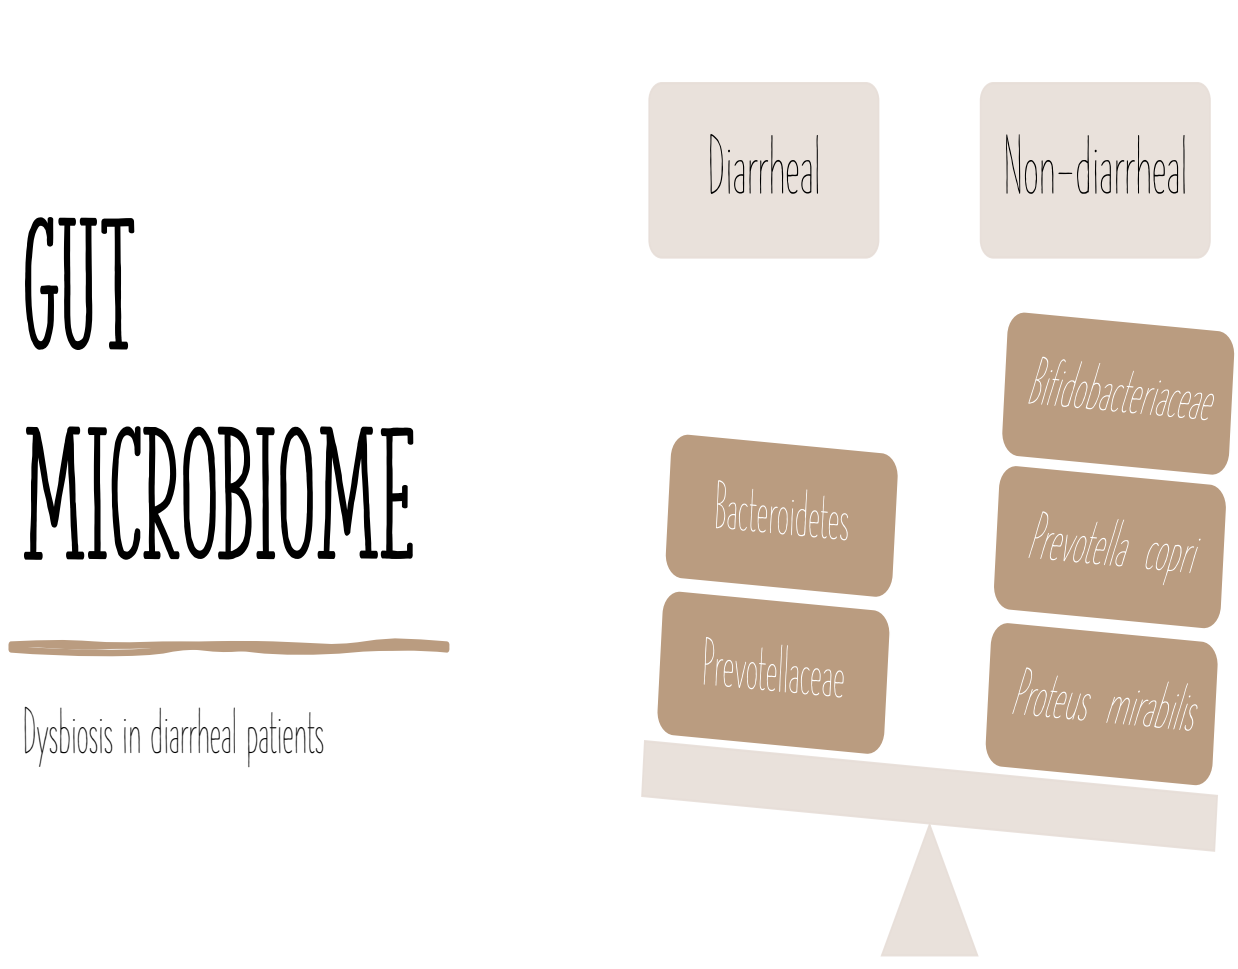 GUT
MICROBIOME
Dysbiosis in diarrheal patients
Diarrheal
Non-diarrheal
Bacteroidetes
Prevotellaceae
Bifidobacteriaceae
Prevotella copri
Proteus mirabilis